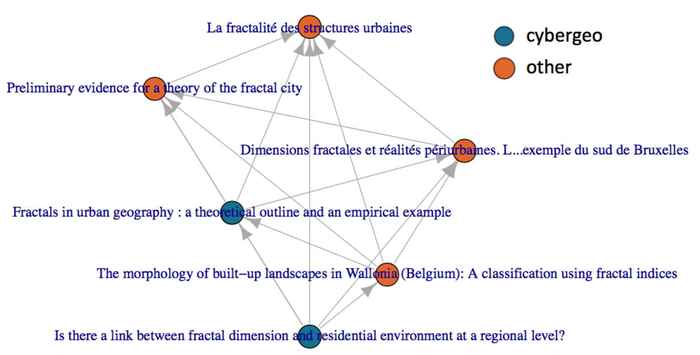 La fractalité des structures urbaines
cybergeo
other
Preliminary evidence for a theory of the fractal city
Dimensions fractales et réalités périurbaines. L...exemple du sud de Bruxelles
Fractals in urban geography : a theoretical outline and an empirical example
The morphology of built−up landscapes in Wallonia (Belgium): A classification using fractal indices
Is there a link between fractal dimension and residential environment at a regional level?